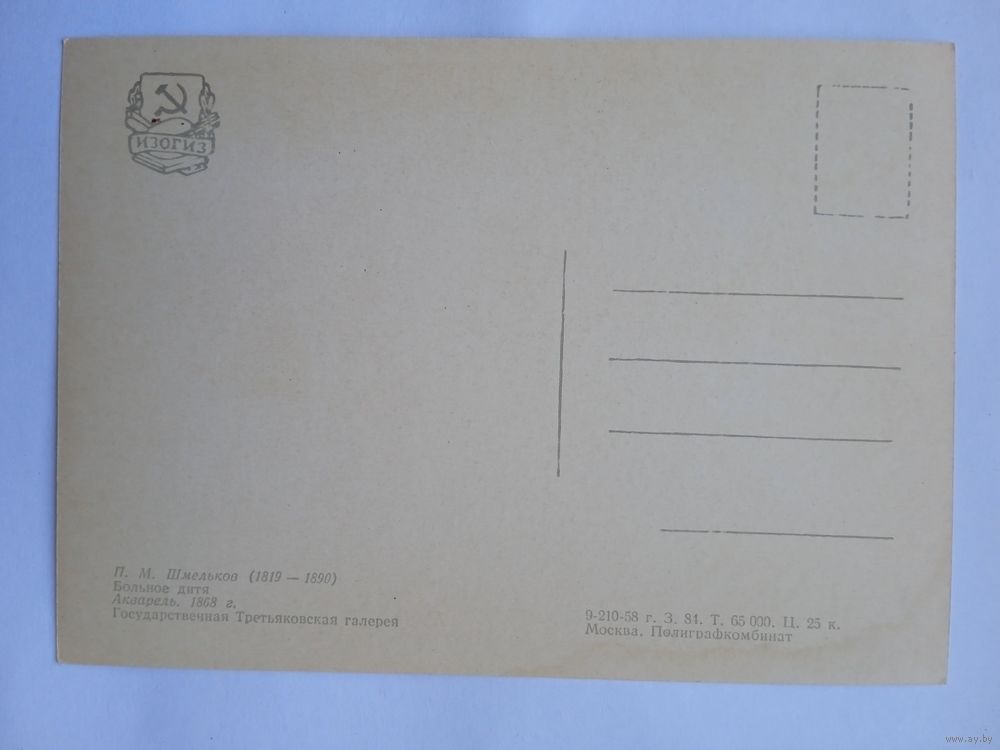 ИЗОГИЗ
П. М. Шмельков (1819 — 1890)
Больное дитя
Акварель. 1868 г.
Государственная Третьяковская галерея
9-210-58 г. З. 81. Т. 65 000. Ц. 25 к.
Москва. Полиграфкомбинат
www.ay.by